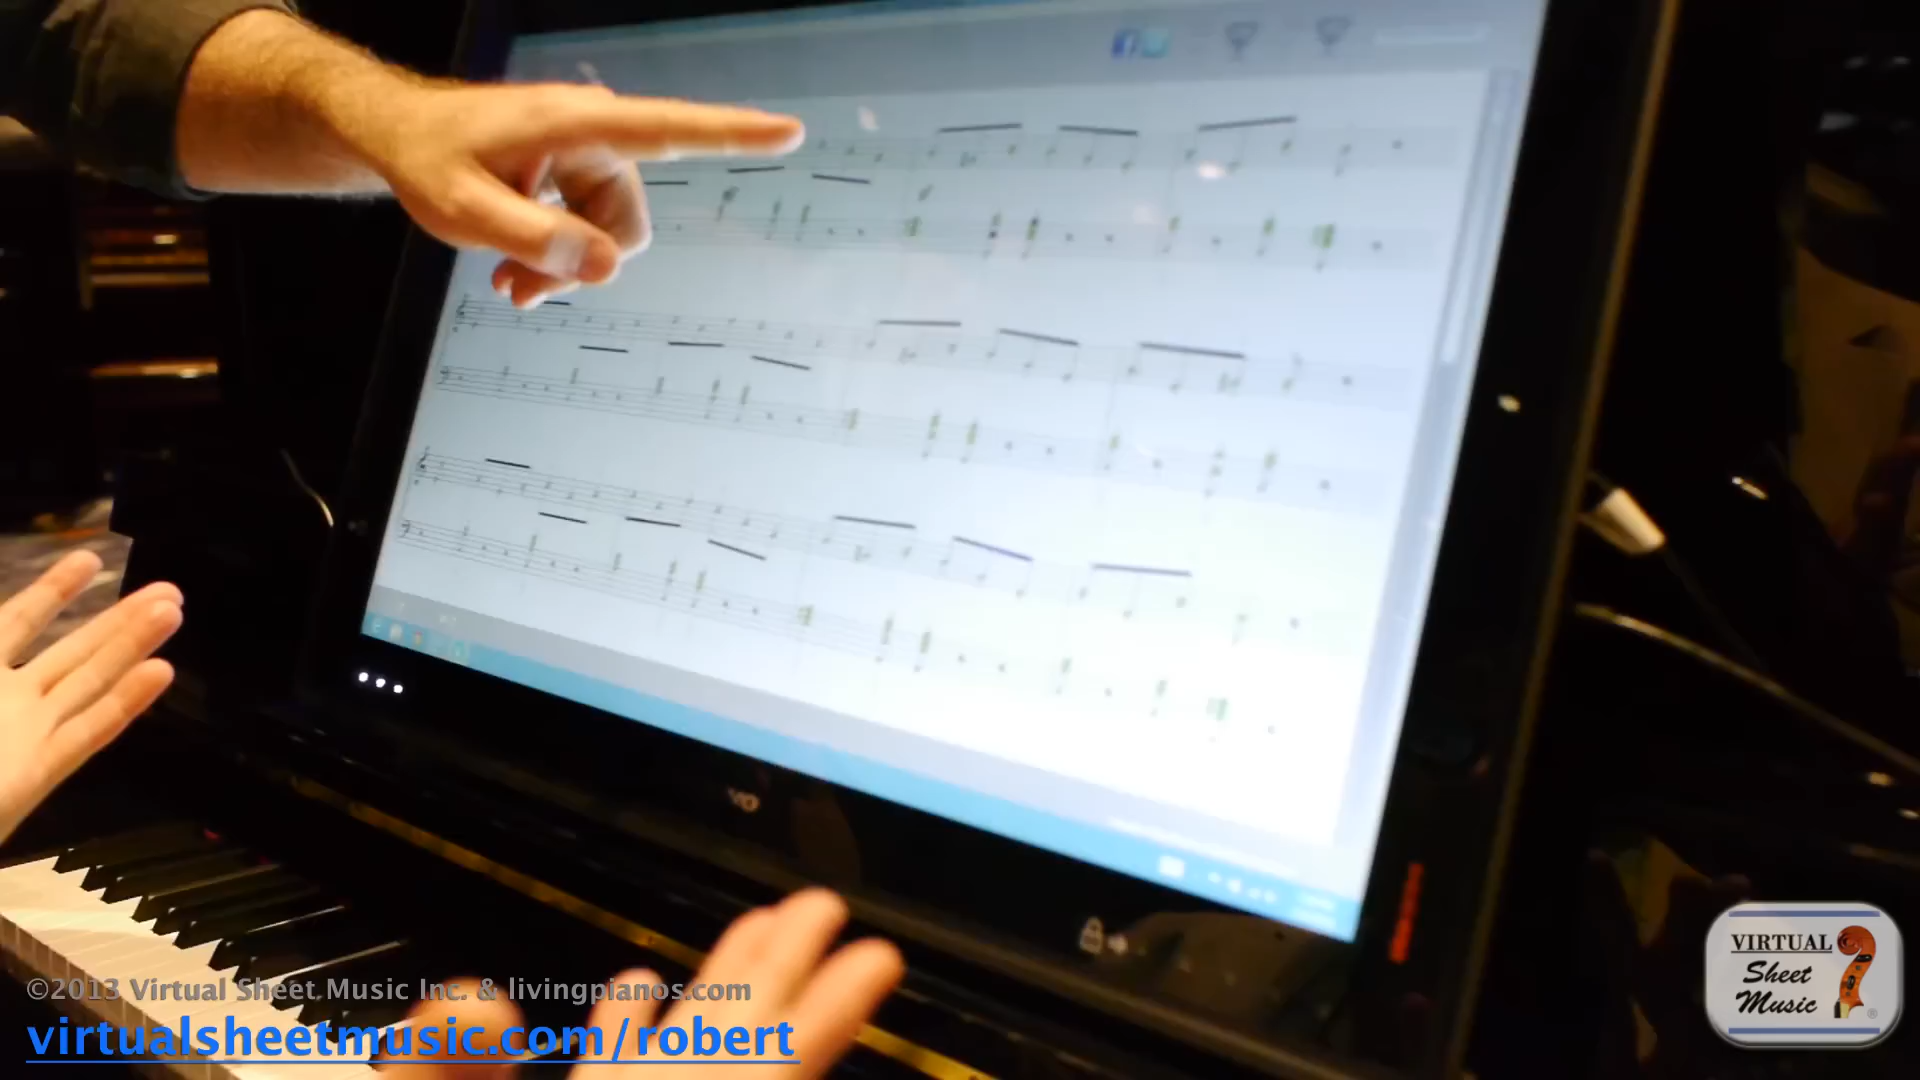 ©2013 Virtual Sheet Music Inc. & livingpianos.com
virtualsheetmusic.com/robert
VIRTUAL
Sheet
Music
®